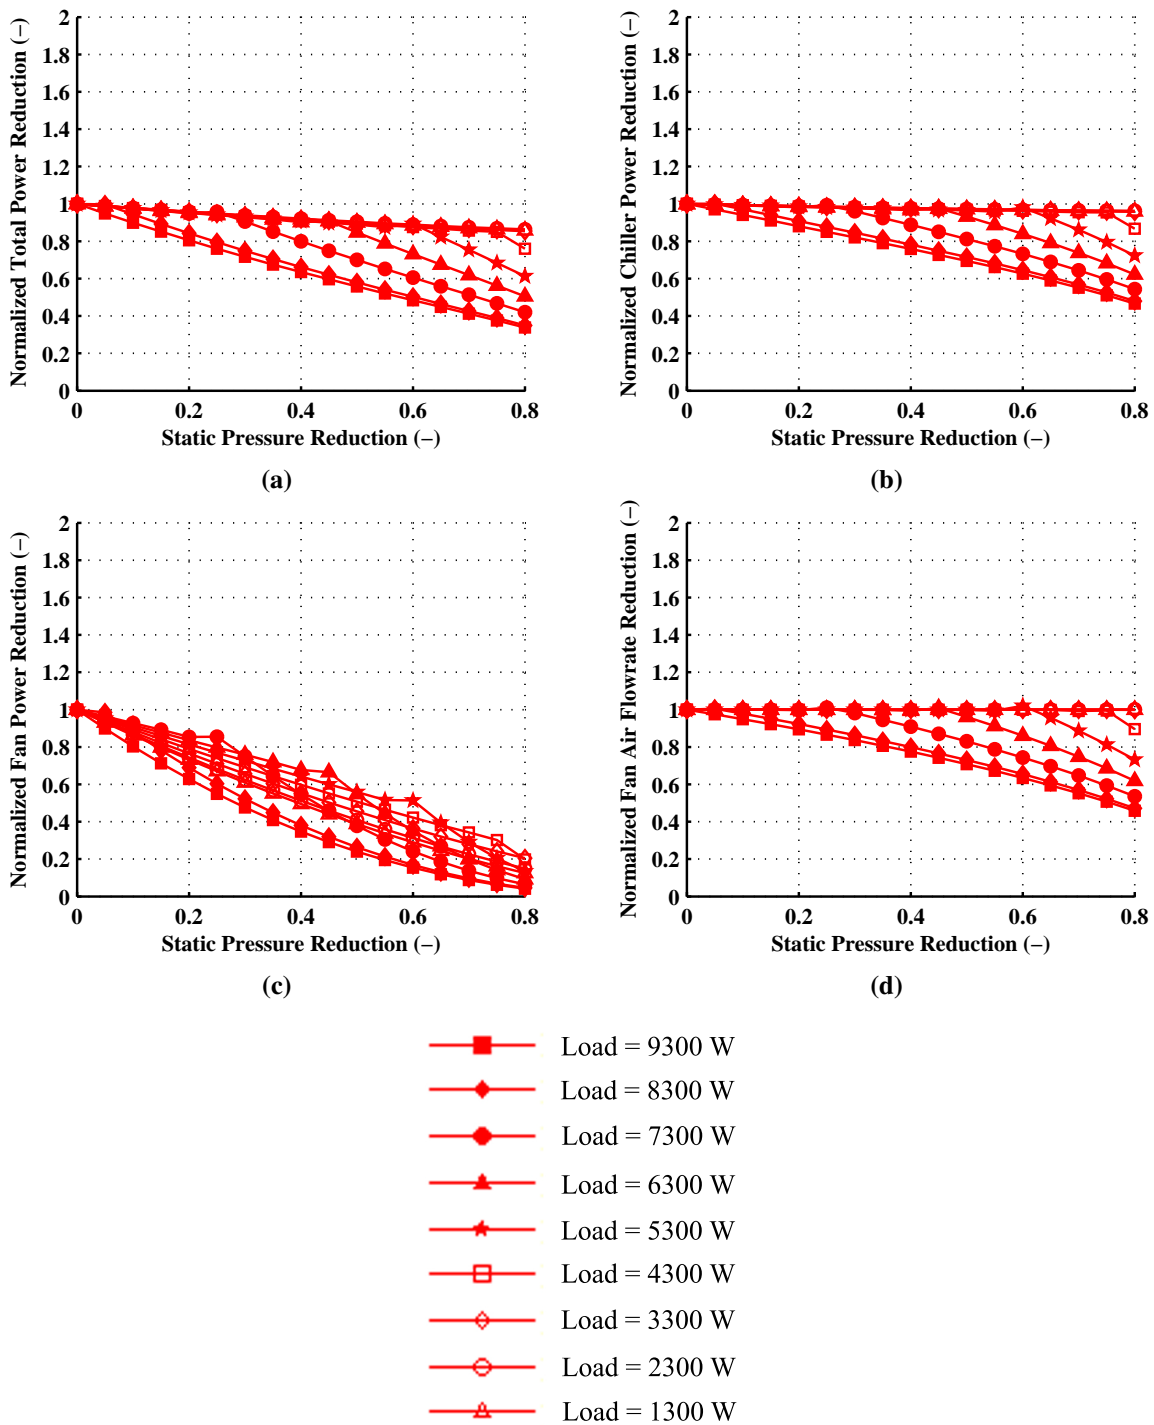 Normalized Total Power Reduction (−)
2
1.8
1.6
1.4
1.2
1
0.8
0.6
0.4
0.2
0
0 0.2 0.4 0.6 0.8
Static Pressure Reduction (−)
(a)
Normalized Chiller Power Reduction (−)
2
1.8
1.6
1.4
1.2
1
0.8
0.6
0.4
0.2
0
0 0.2 0.4 0.6 0.8
Static Pressure Reduction (−)
(b)
Normalized Fan Power Reduction (−)
2
1.8
1.6
1.4
1.2
1
0.8
0.6
0.4
0.2
0
0 0.2 0.4 0.6 0.8
Static Pressure Reduction (−)
(c)
Normalized Fan Air Flowrate Reduction (−)
2
1.8
1.6
1.4
1.2
1
0.8
0.6
0.4
0.2
0
0 0.2 0.4 0.6 0.8
Static Pressure Reduction (−)
(d)
Load = 9300 W
Load = 8300 W
Load = 7300 W
Load = 6300 W
Load = 5300 W
Load = 4300 W
Load = 3300 W
Load = 2300 W
Load = 1300 W